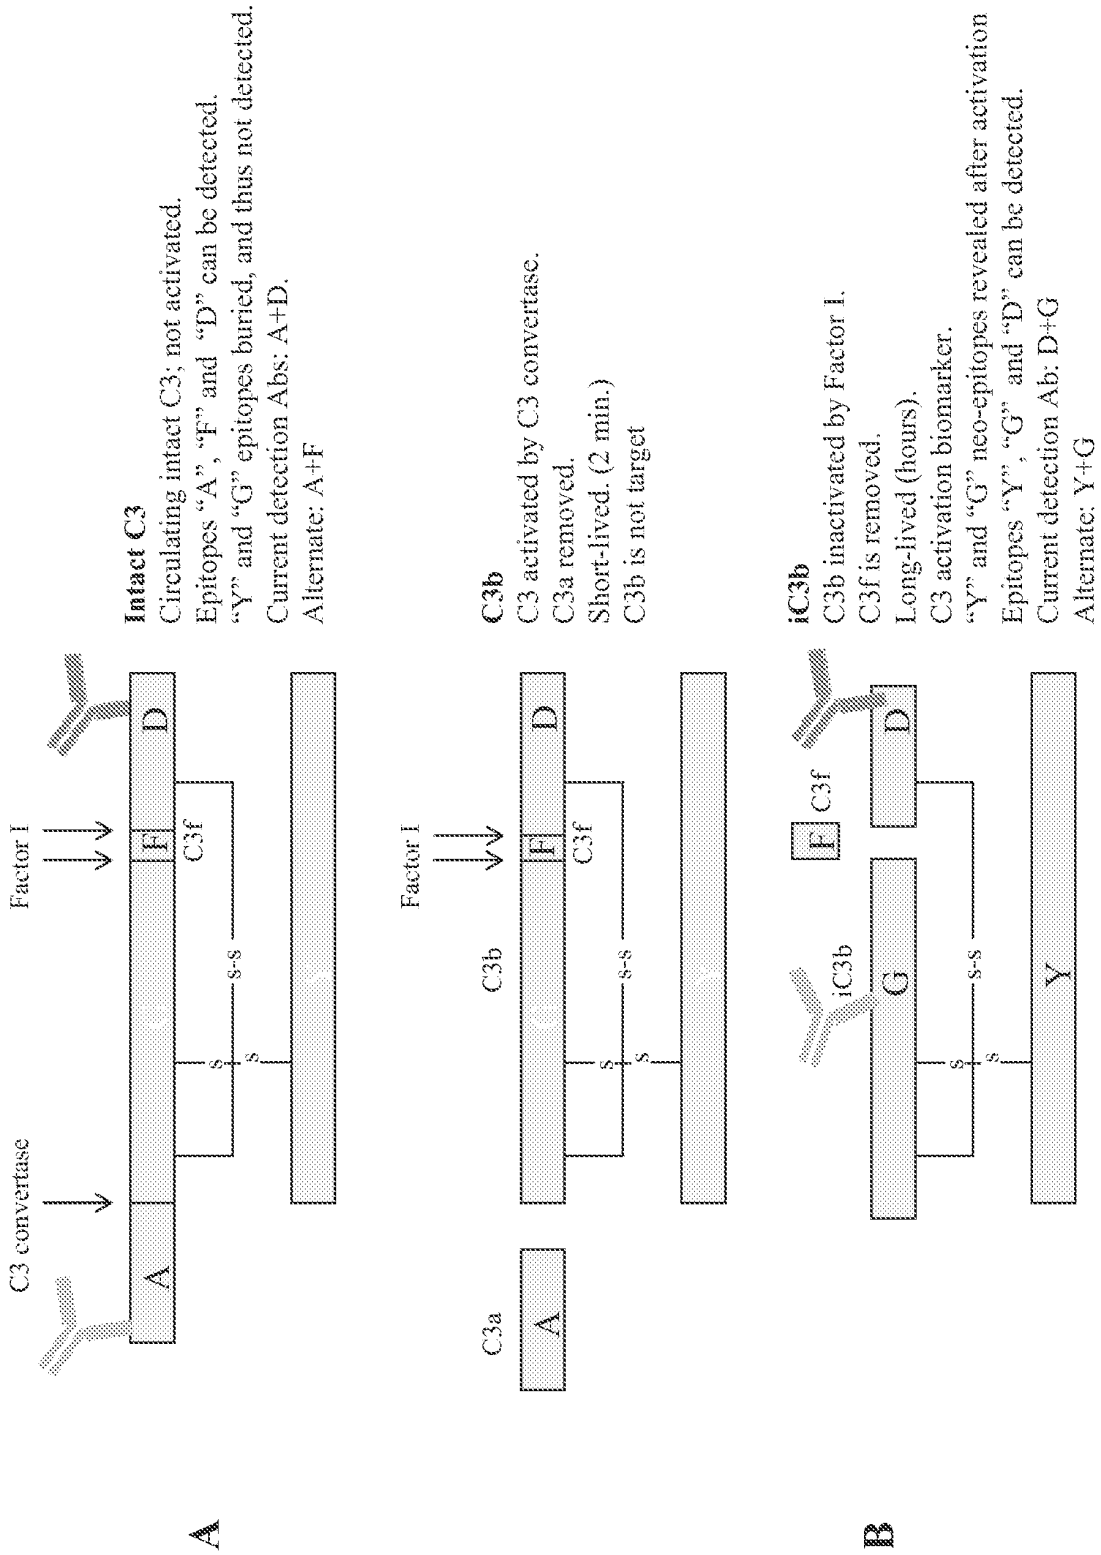 A
C3 convertase
Factor I
A
F
D
C3f
s
s
s-s
Intact C3
Circulating intact C3; not activated.
Epitopes “A”, “F” and “D” can be detected.
“Y” and “G” epitopes buried, and thus not detected.
Current detection Abs: A+D.
Alternate: A+F
C3a
C3b
Factor I
A
F
D
C3f
s
s
s-s
C3b
C3 activated by C3 convertase.
C3a removed.
Short-lived. (2 min.)
C3b is not target
B
iC3b
F
C3f
G
D
s
s
s-s
Y
iC3b
C3b inactivated by Factor I.
C3f is removed.
Long-lived (hours).
C3 activation biomarker.
“Y” and “G” neo-epitopes revealed after activation
Epitopes “Y”, “G” and “D” can be detected.
Current detection Ab: D+G
Alternate: Y+G